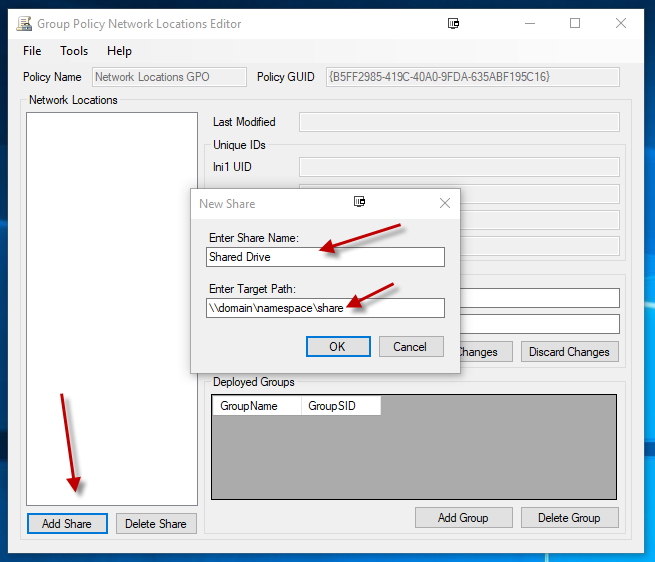 Group Policy Network Locations Editor
File Tools Help
Policy Name Network Locations GPO Policy GUID {B5FF2985-419C-40A0-9FDA-635ABF195C16}
Network Locations
Last Modified
Unique IDs
Ini1 UID
New Share
Enter Share Name:
Shared Drive
Enter Target Path:
\\domain\namespace\share
OK Cancel
Changes Discard Changes
Deployed Groups
GroupName GroupSID
Add Group Delete Group
Add Share Delete Share